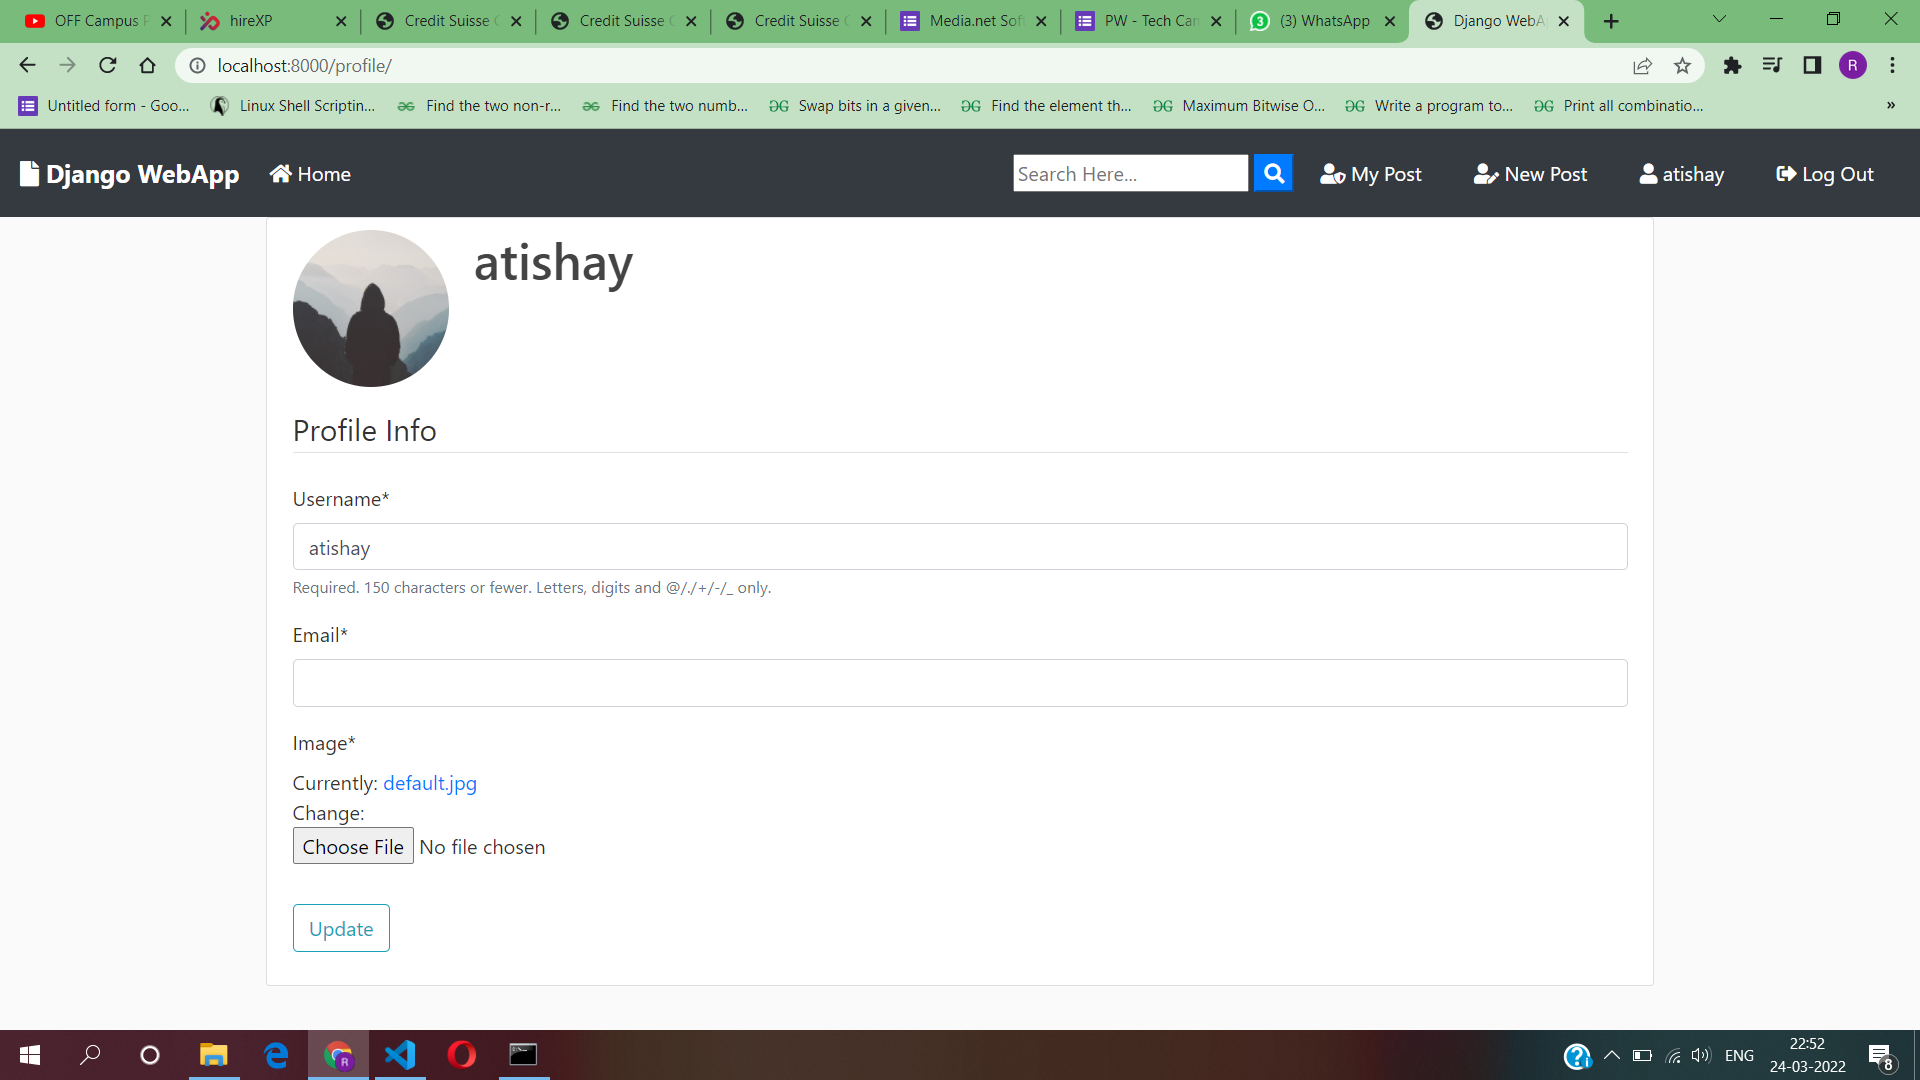 OFF Campus P
hireXP
Credit Suisse C
Credit Suisse C
Credit Suisse C
Media.net Soft
PW - Tech Cam
3 (3) WhatsApp
Django WebA
localhost:8000/profile/
R
Untitled form - Goo...
Linux Shell Scriptin...
Find the two non-r...
Find the two numb...
Swap bits in a given...
Find the element th...
Maximum Bitwise O...
Write a program to...
Print all combinatio...
»
Django WebApp
Home
Search Here...
My Post
New Post
atishay
Log Out
atishay
Profile Info
Username*
atishay
Required. 150 characters or fewer. Letters, digits and @/./+/-/_ only.
Email*
Image*
Currently: default.jpg
Change:
Choose File No file chosen
Update
R
ENG
22:52
24-03-2022
8